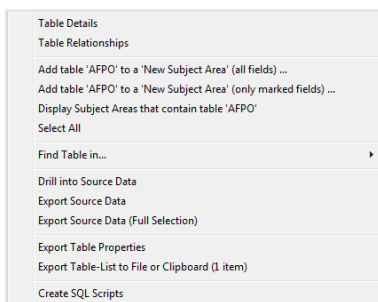 Table Details
Table Relationships
Add table 'AFPO' to a 'New Subject Area' (all fields) ...
Add table 'AFPO' to a 'New Subject Area' (only marked fields) ...
Display Subject Areas that contain table 'AFPO'
Select All
Find Table in...
Drill into Source Data
Export Source Data
Export Source Data (Full Selection)
Export Table Properties
Export Table-List to File or Clipboard (1 item)
Create SQL Scripts